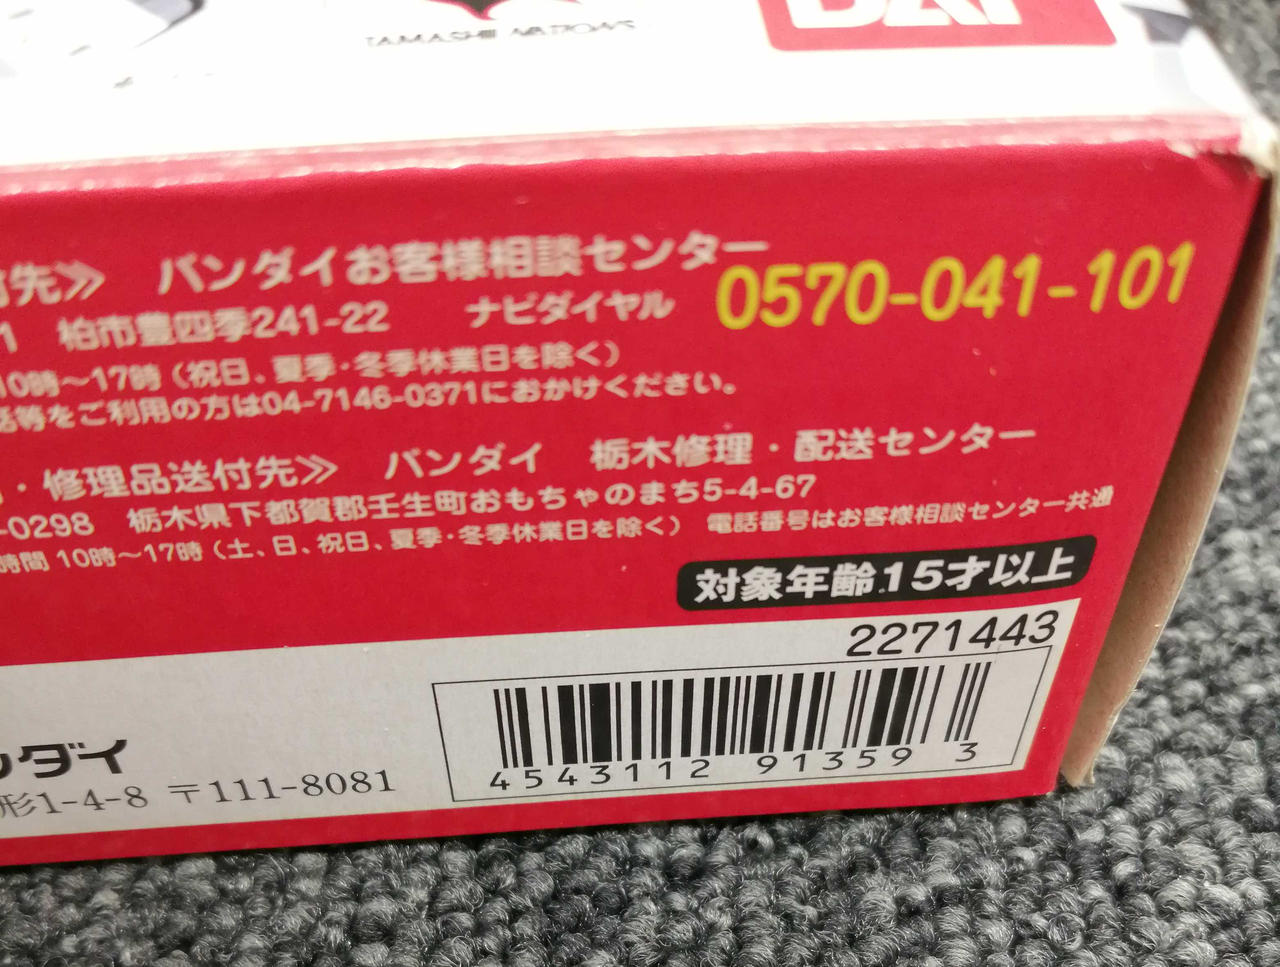 TAMASHII NATIONS
DAI
付先≫ バンダイお客様相談センター
1 柏市豊四季241-22 ナビダイヤル 0570-041-101
10時～17時（祝日、夏季・冬季休業日を除く）
話等をご利用の方は04-7146-0371におかけください。
・修理品送付先≫ バンダイ 栃木修理・配送センター
-0298 栃木県下都賀郡壬生町おもちゃのまち5-4-67
時間 10時～17時（土、日、祝日、夏季・冬季休業日を除く） 電話番号はお客様相談センター共通
対象年齢 15才以上
2271443
ダイ
形1-4-8 〒111-8081
4543112 91359 3